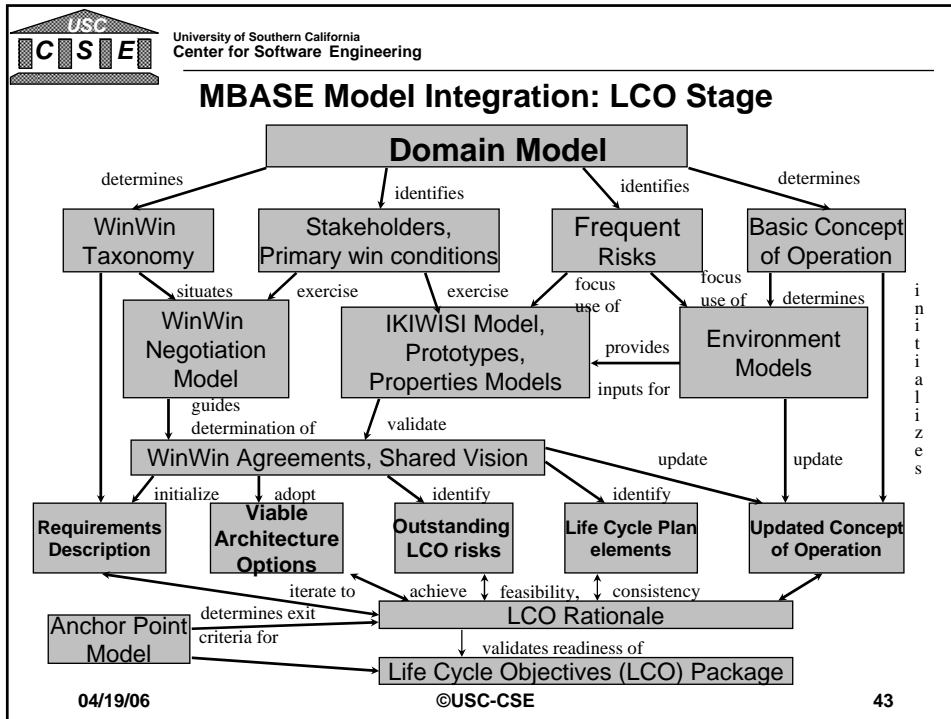 USC
C S E
University of Southern California
Center for Software Engineering
MBASE Model Integration: LCO Stage
Domain Model
determines
identifies
identifies
determines
WinWin
Taxonomy
Stakeholders,
Primary win conditions
Frequent
Risks
Basic Concept
of Operation
situates
exercise
exercise
focus
use of
focus
use of
determines
initializes
WinWin
Negotiation
Model
IKIWISI Model,
Prototypes,
Properties Models
provides
inputs for
Environment
Models
guides
determination of
validate
WinWin Agreements, Shared Vision
update
update
initialize
adopt
identify
identify
Requirements
Description
Viable
Architecture
Options
Outstanding
LCO risks
Life Cycle Plan
elements
Updated Concept
of Operation
iterate to
achieve
feasibility,
consistency
determines exit
criteria for
LCO Rationale
Anchor Point
Model
validates readiness of
Life Cycle Objectives (LCO) Package
04/19/06
©USC-CSE
43